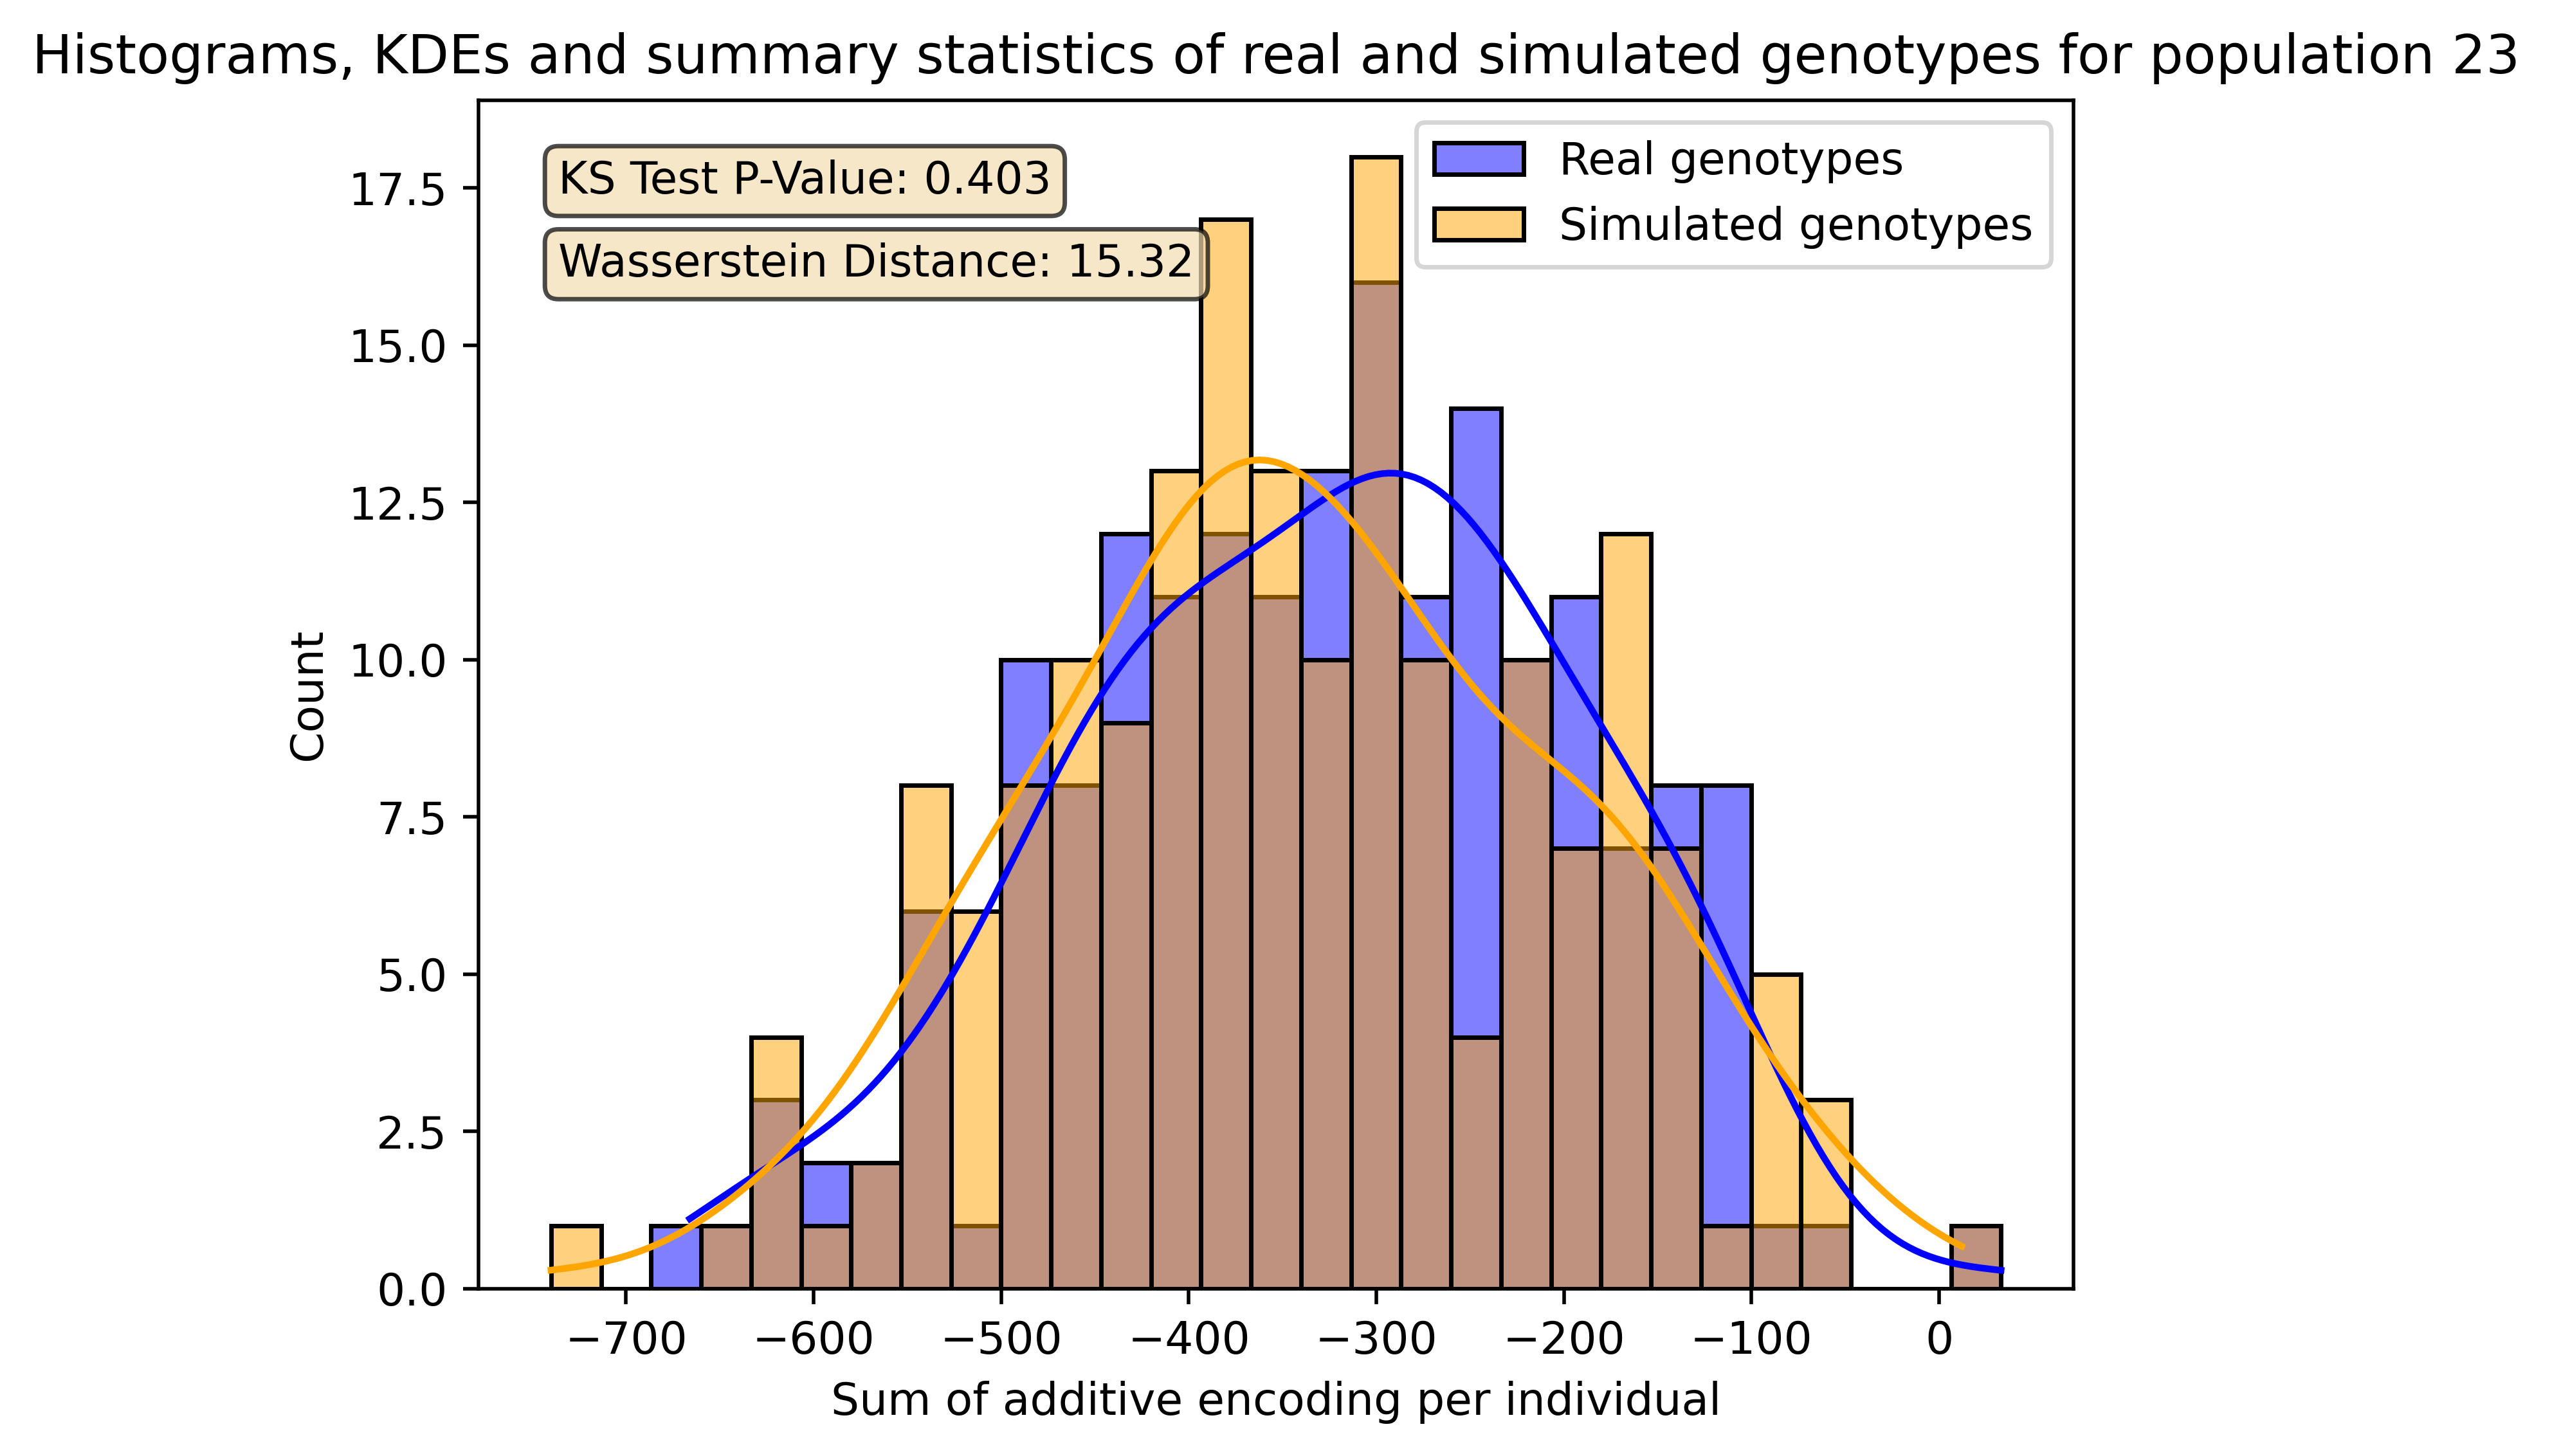 Histograms, KDEs and summary statistics of real and simulated genotypes for population 23
KS Test P-Value: 0.403
Wasserstein Distance: 15.32
Real genotypes
Simulated genotypes
Count
17.5
15.0
12.5
10.0
7.5
5.0
2.5
0.0
−700 −600 −500 −400 −300 −200 −100 0
Sum of additive encoding per individual